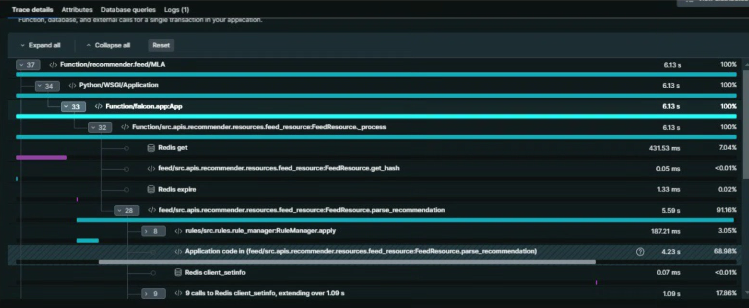 Trace details Attributes Database queries Logs (1)
Function, database, and external calls for a single transaction in your application.
Expand all Collapse all Reset
37 </> Function/recommender.feed/MLA 6.13 s 100%
34 </> Python/WSGI/Application 6.13 s 100%
33 </> Function/falcon.app:App 6.13 s 100%
32 </> Function/src.apis.recommender.resources.feed_resource:FeedResource._process 6.13 s 100%
Redis get 431.53 ms 7.04%
</> feed/src.apis.recommender.resources.feed_resource:FeedResource.get_hash 0.05 ms <0.01%
Redis expire 1.33 ms 0.02%
28 </> feed/src.apis.recommender.resources.feed_resource:FeedResource.parse_recommendation 5.59 s 91.16%
8 </> rules/src.rules.rule_manager:RuleManager.apply 187.21 ms 3.05%
</> Application code in (feed/src.apis.recommender.resources.feed_resource:FeedResource.parse_recommendation) ? 4.23 s 68.98%
Redis client_setinfo 0.07 ms <0.01%
9 </> 9 calls to Redis client_setinfo, extending over 1.09 s 1.09 s 17.86%